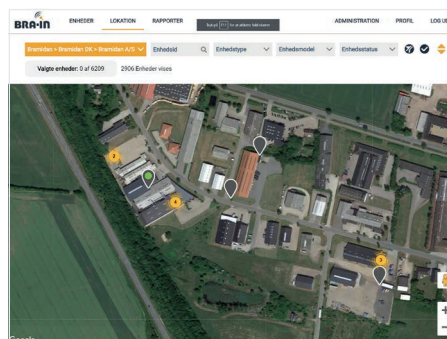 BRA-IN
ENHEDER LOKATION RAPPORTER ADMINISTRATION PROFIL LOG U
Bramidan > Bramidan DK > Bramidan A/S Enhedsid Enhedstype Enhedsmodel Enhedsstatus
Valgte enheder: 0 af 6209 2906 Enheder vises
2
4
3